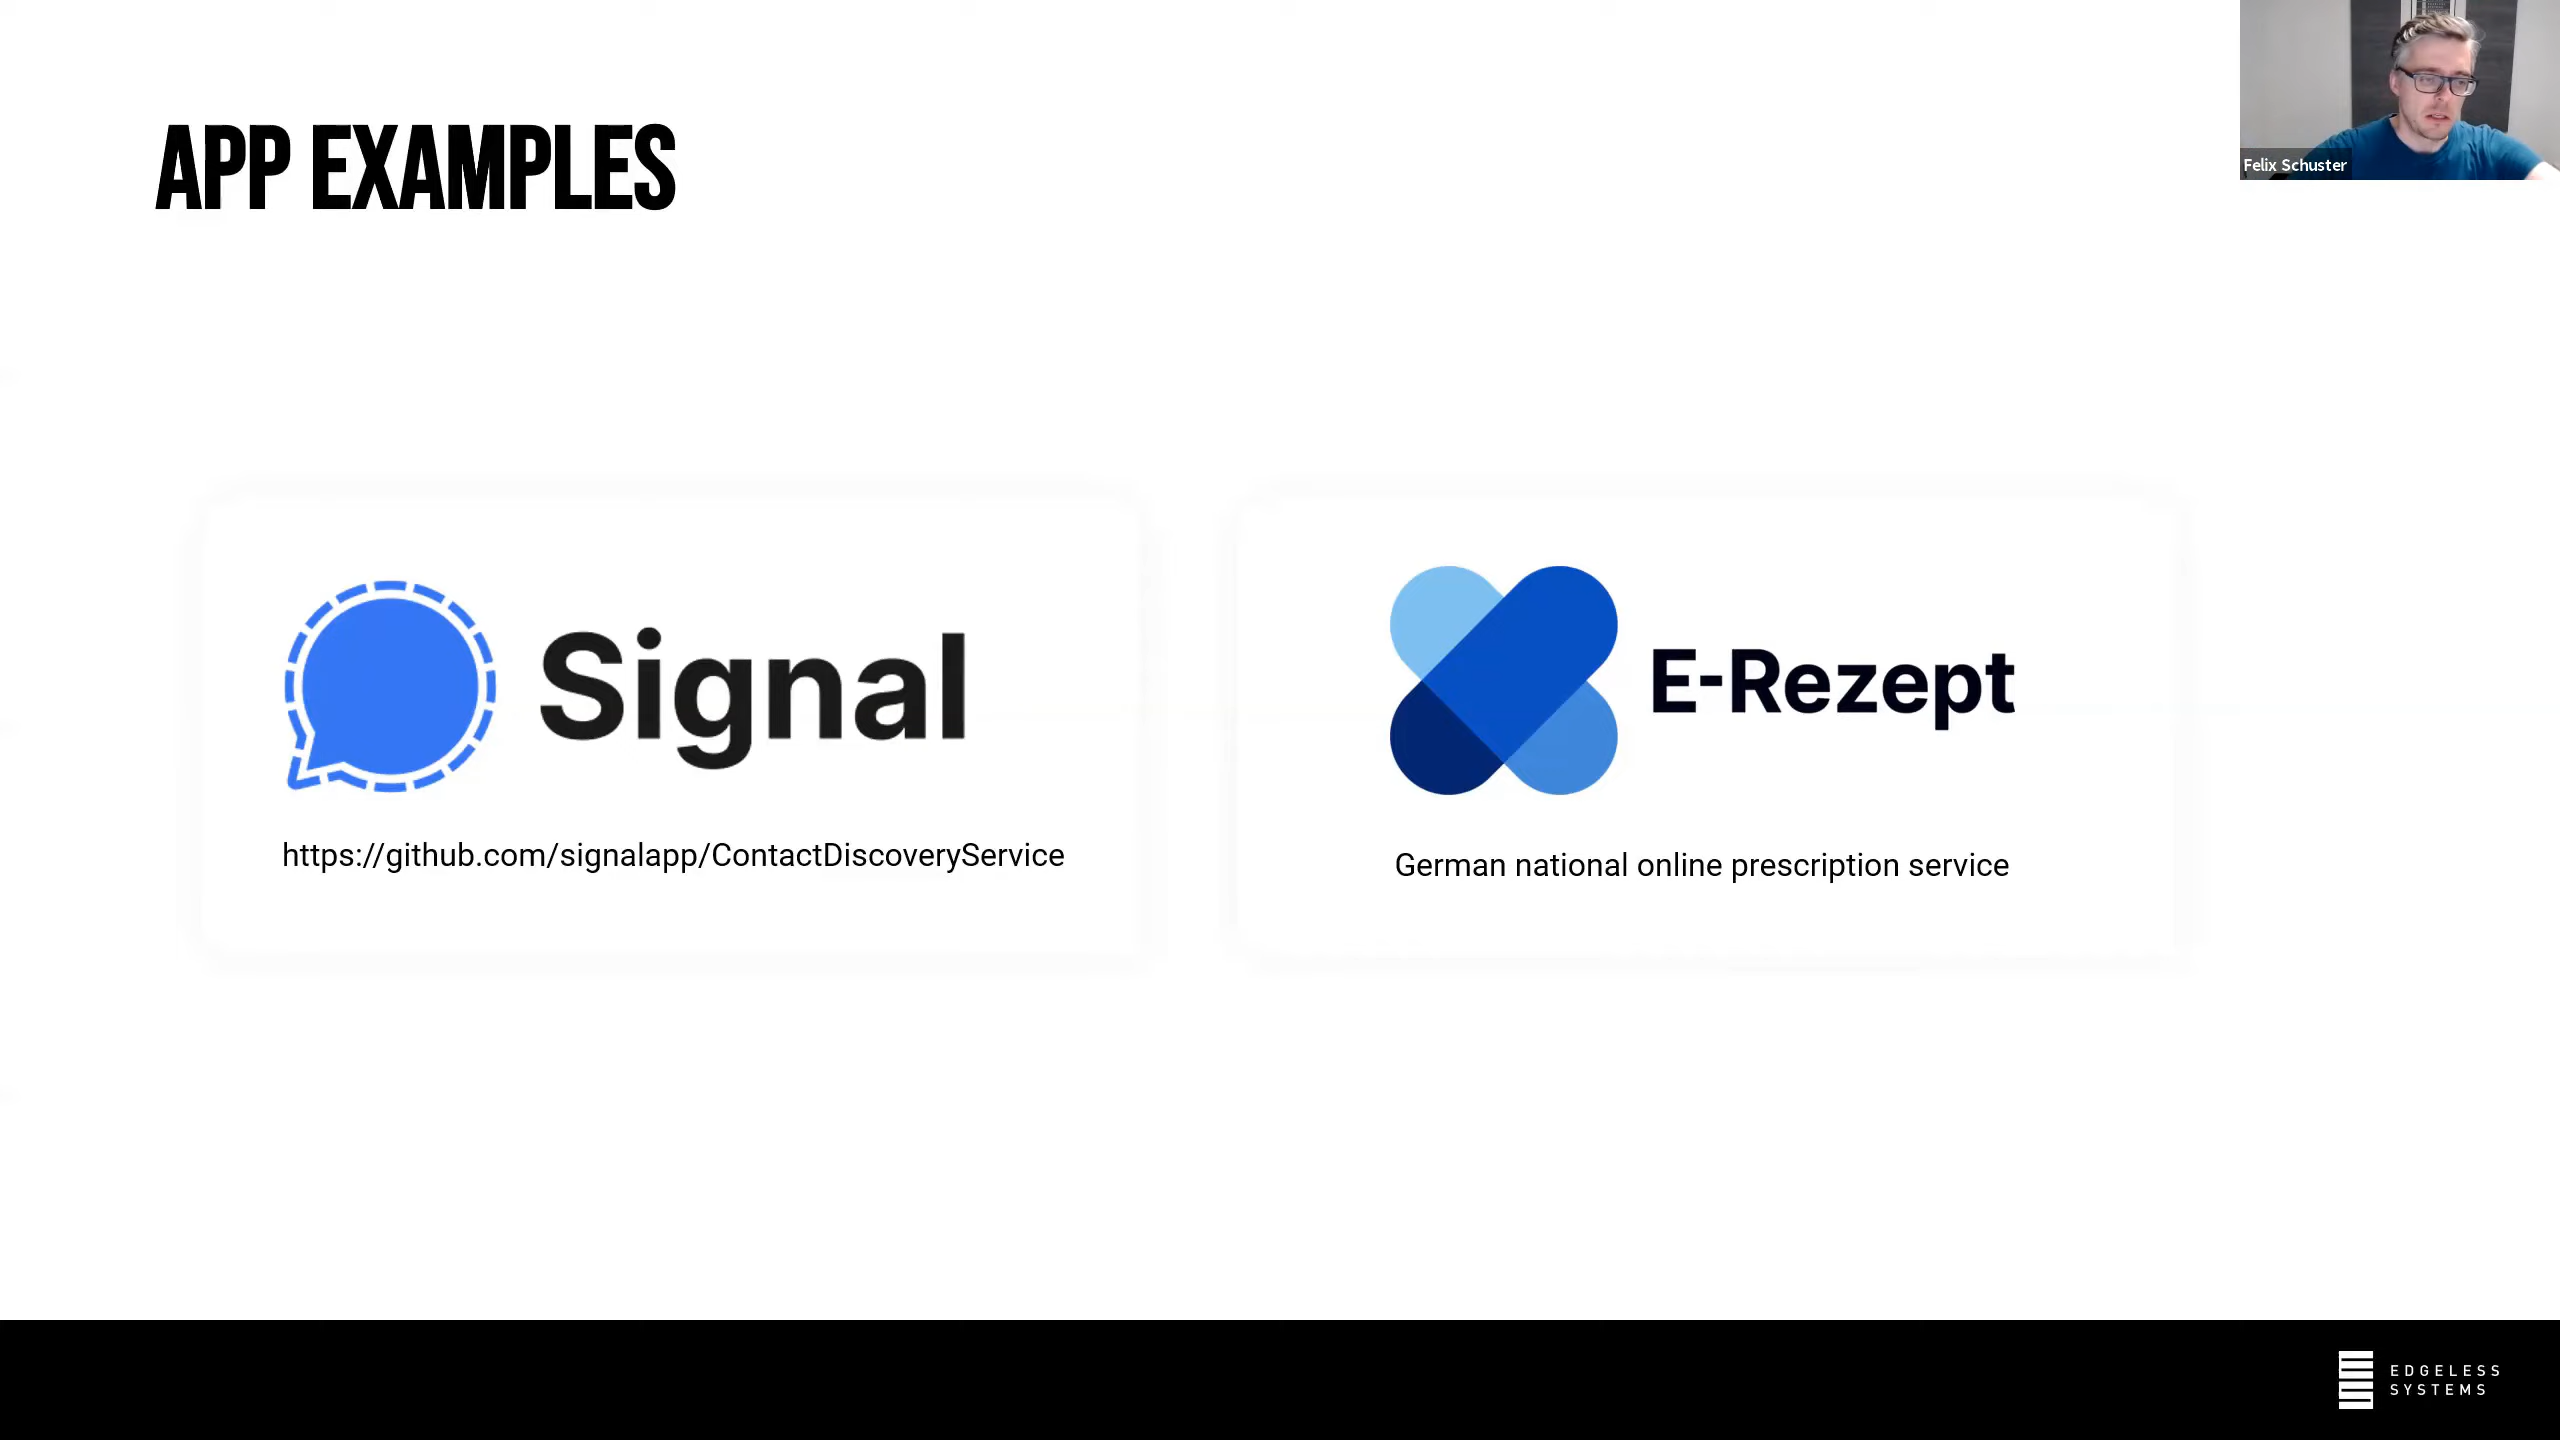 APP EXAMPLES
Felix Schuster
Signal
https://github.com/signalapp/ContactDiscoveryService
E-Rezept
German national online prescription service
EDGELESS
SYSTEMS